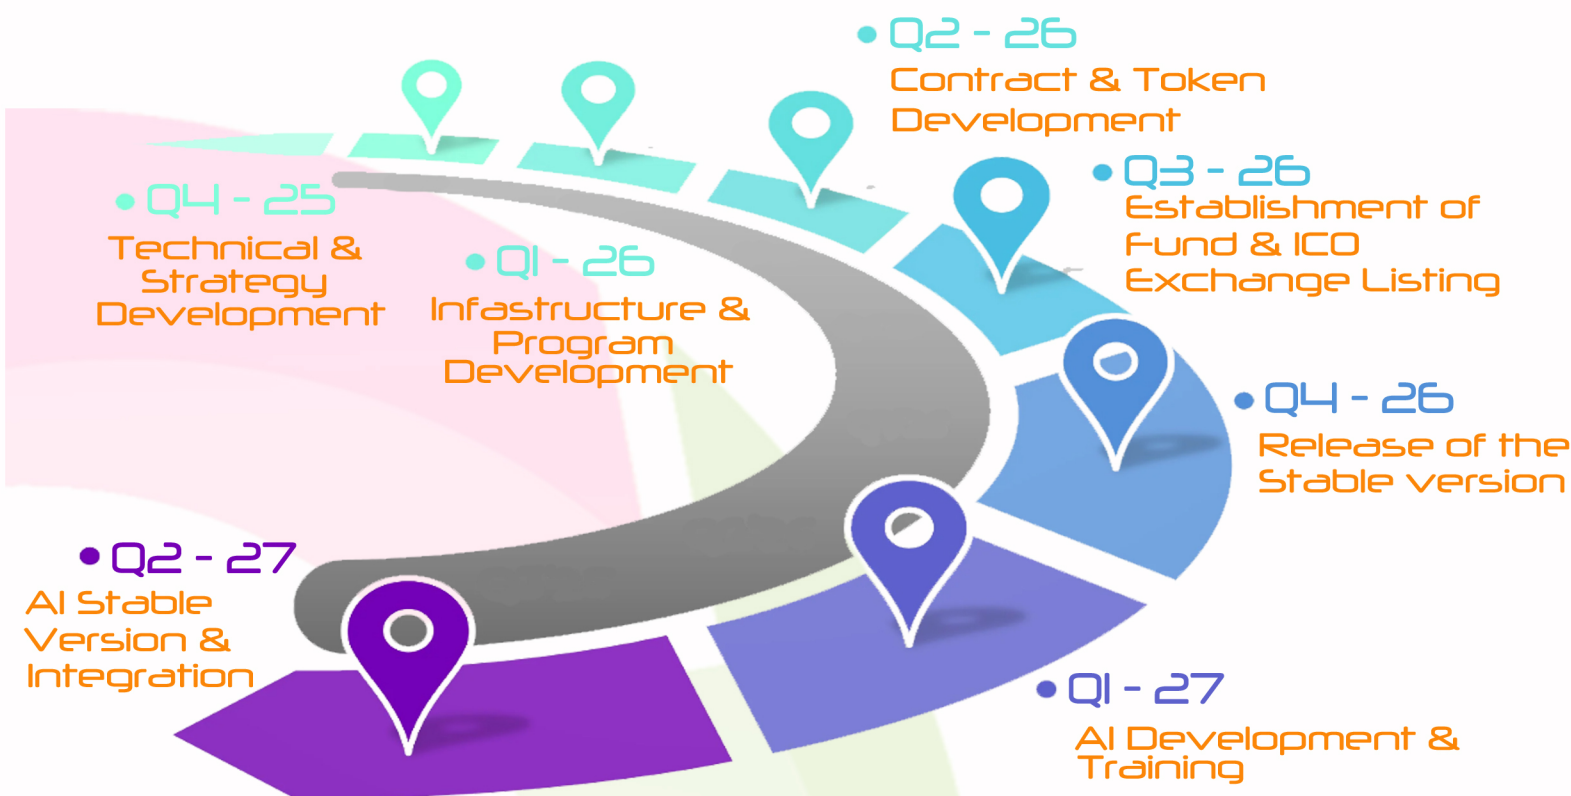 Q4 - 25
Technical &
Strategy
Development
Q1 - 26
Infastructure &
Program
Development
Q2 - 26
Contract & Token
Development
Q3 - 26
Establishment of
Fund & ICO
Exchange Listing
Q4 - 26
Release of the
Stable version
Q1 - 27
AI Development &
Training
Q2 - 27
AI Stable
Version &
Integration